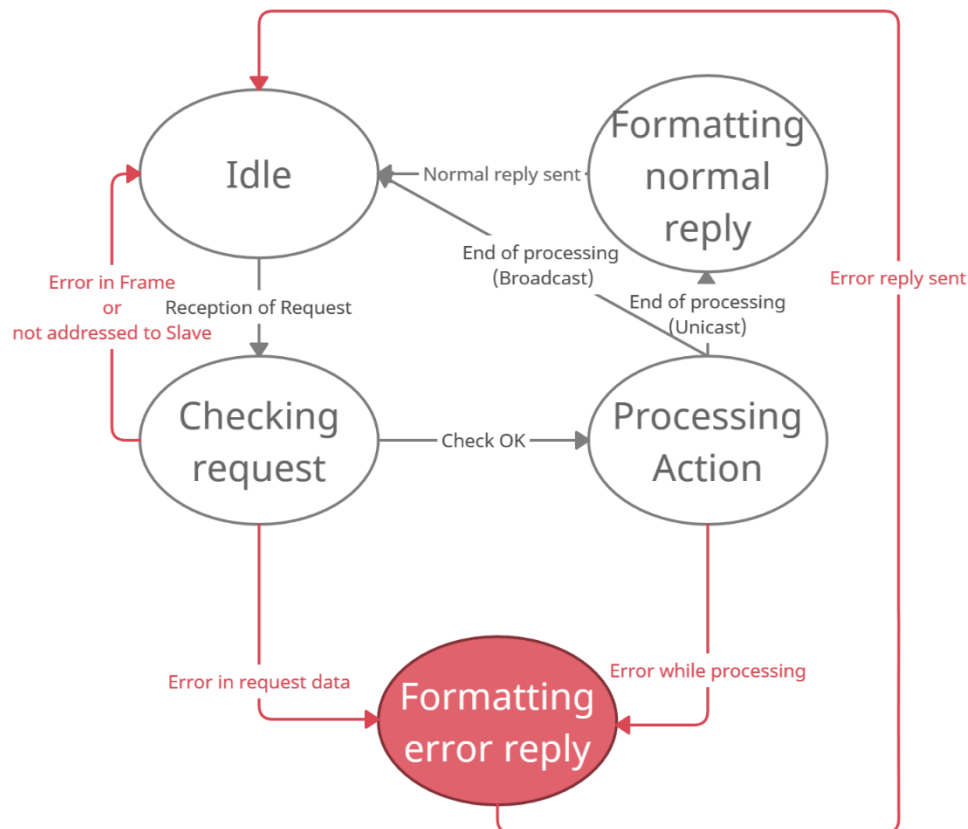 Formatting
normal
reply
Idle
Normal reply sent
End of processing
(Broadcast)
Error in Frame
or
not addressed to Slave
Reception of Request
End of processing
(Unicast)
Error reply sent
Checking
request
Check OK
Processing
Action
Error in request data
Error while processing
Formatting
error reply